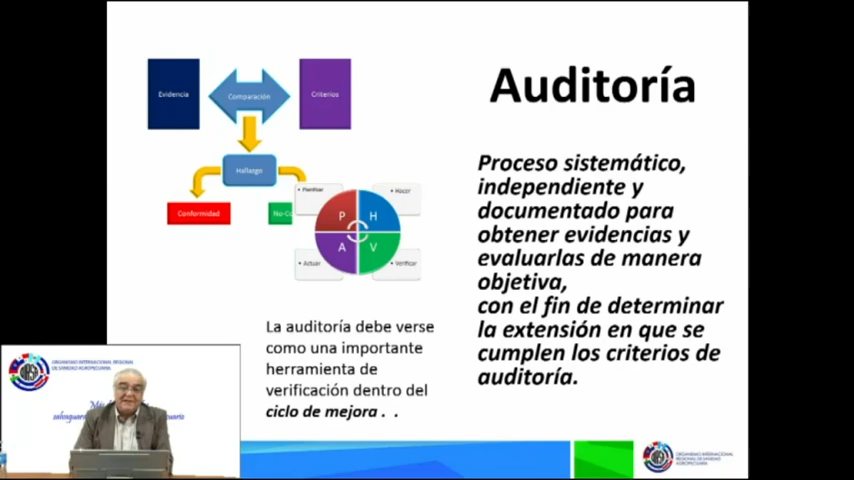 Auditoría
Evidencia
Comparación
Criterios
Hallazgo
Conformidad
No-Co
• Planificar
• Hacer
P
H
A
V
• Actuar
• Verificar
Proceso sistemático,
independiente y
documentado para
obtener evidencias y
evaluarlas de manera
objetiva,
con el fin de determinar
la extensión en que se
cumplen los criterios de
auditoría.
La auditoría debe verse
como una importante
herramienta de
verificación dentro del
ciclo de mejora . .
ORGANISMO INTERNACIONAL REGIONAL
DE SANIDAD AGROPECUARIA
OIRSA
ORGANISMO INTERNACIONAL
REGIONAL DE SANIDAD
AGROPECUARIA